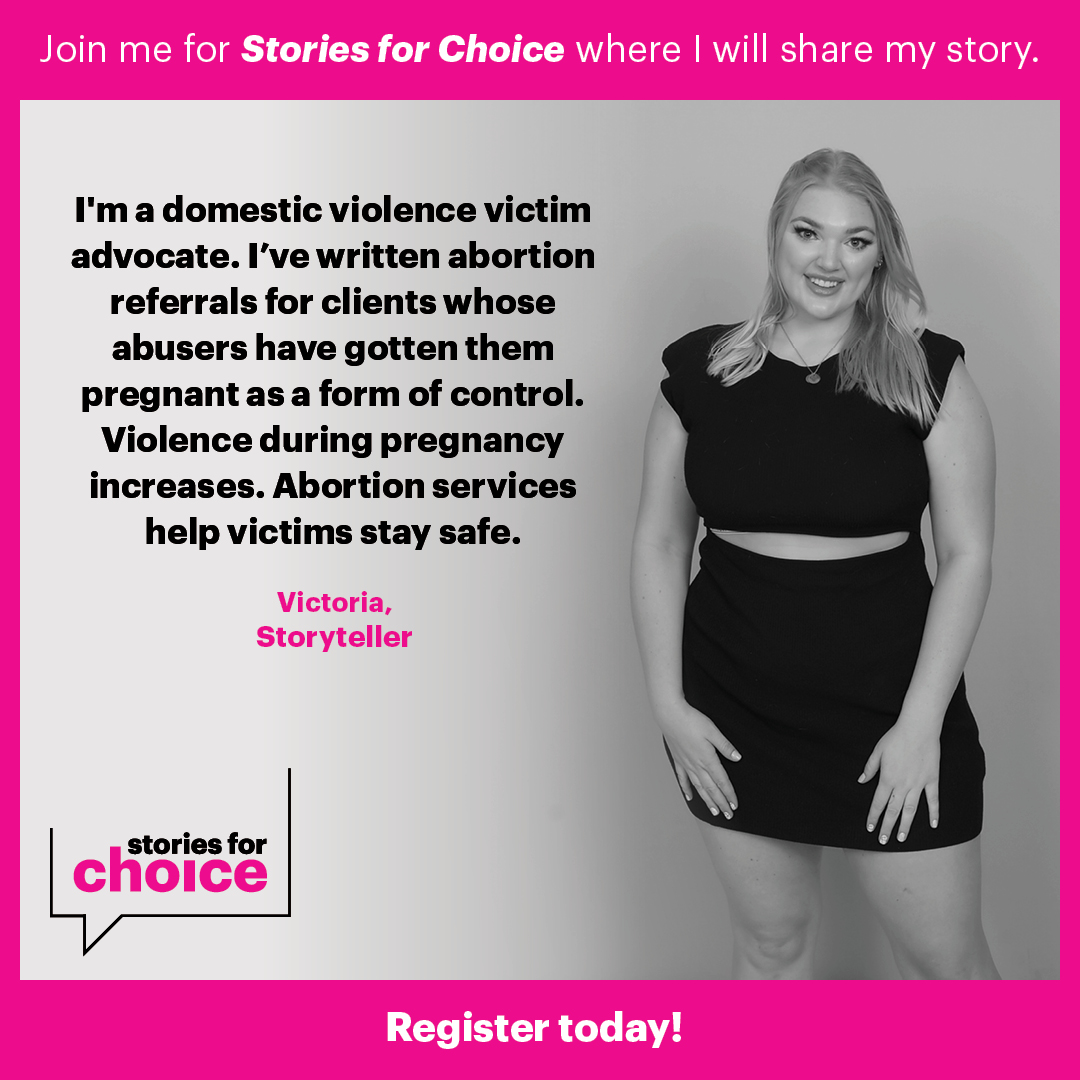 Join me for Stories for Choice where I will share my story.
I'm a domestic violence victim
advocate. I’ve written abortion
referrals for clients whose
abusers have gotten them
pregnant as a form of control.
Violence during pregnancy
increases. Abortion services
help victims stay safe.
Victoria,
Storyteller
stories for
choice
Register today!